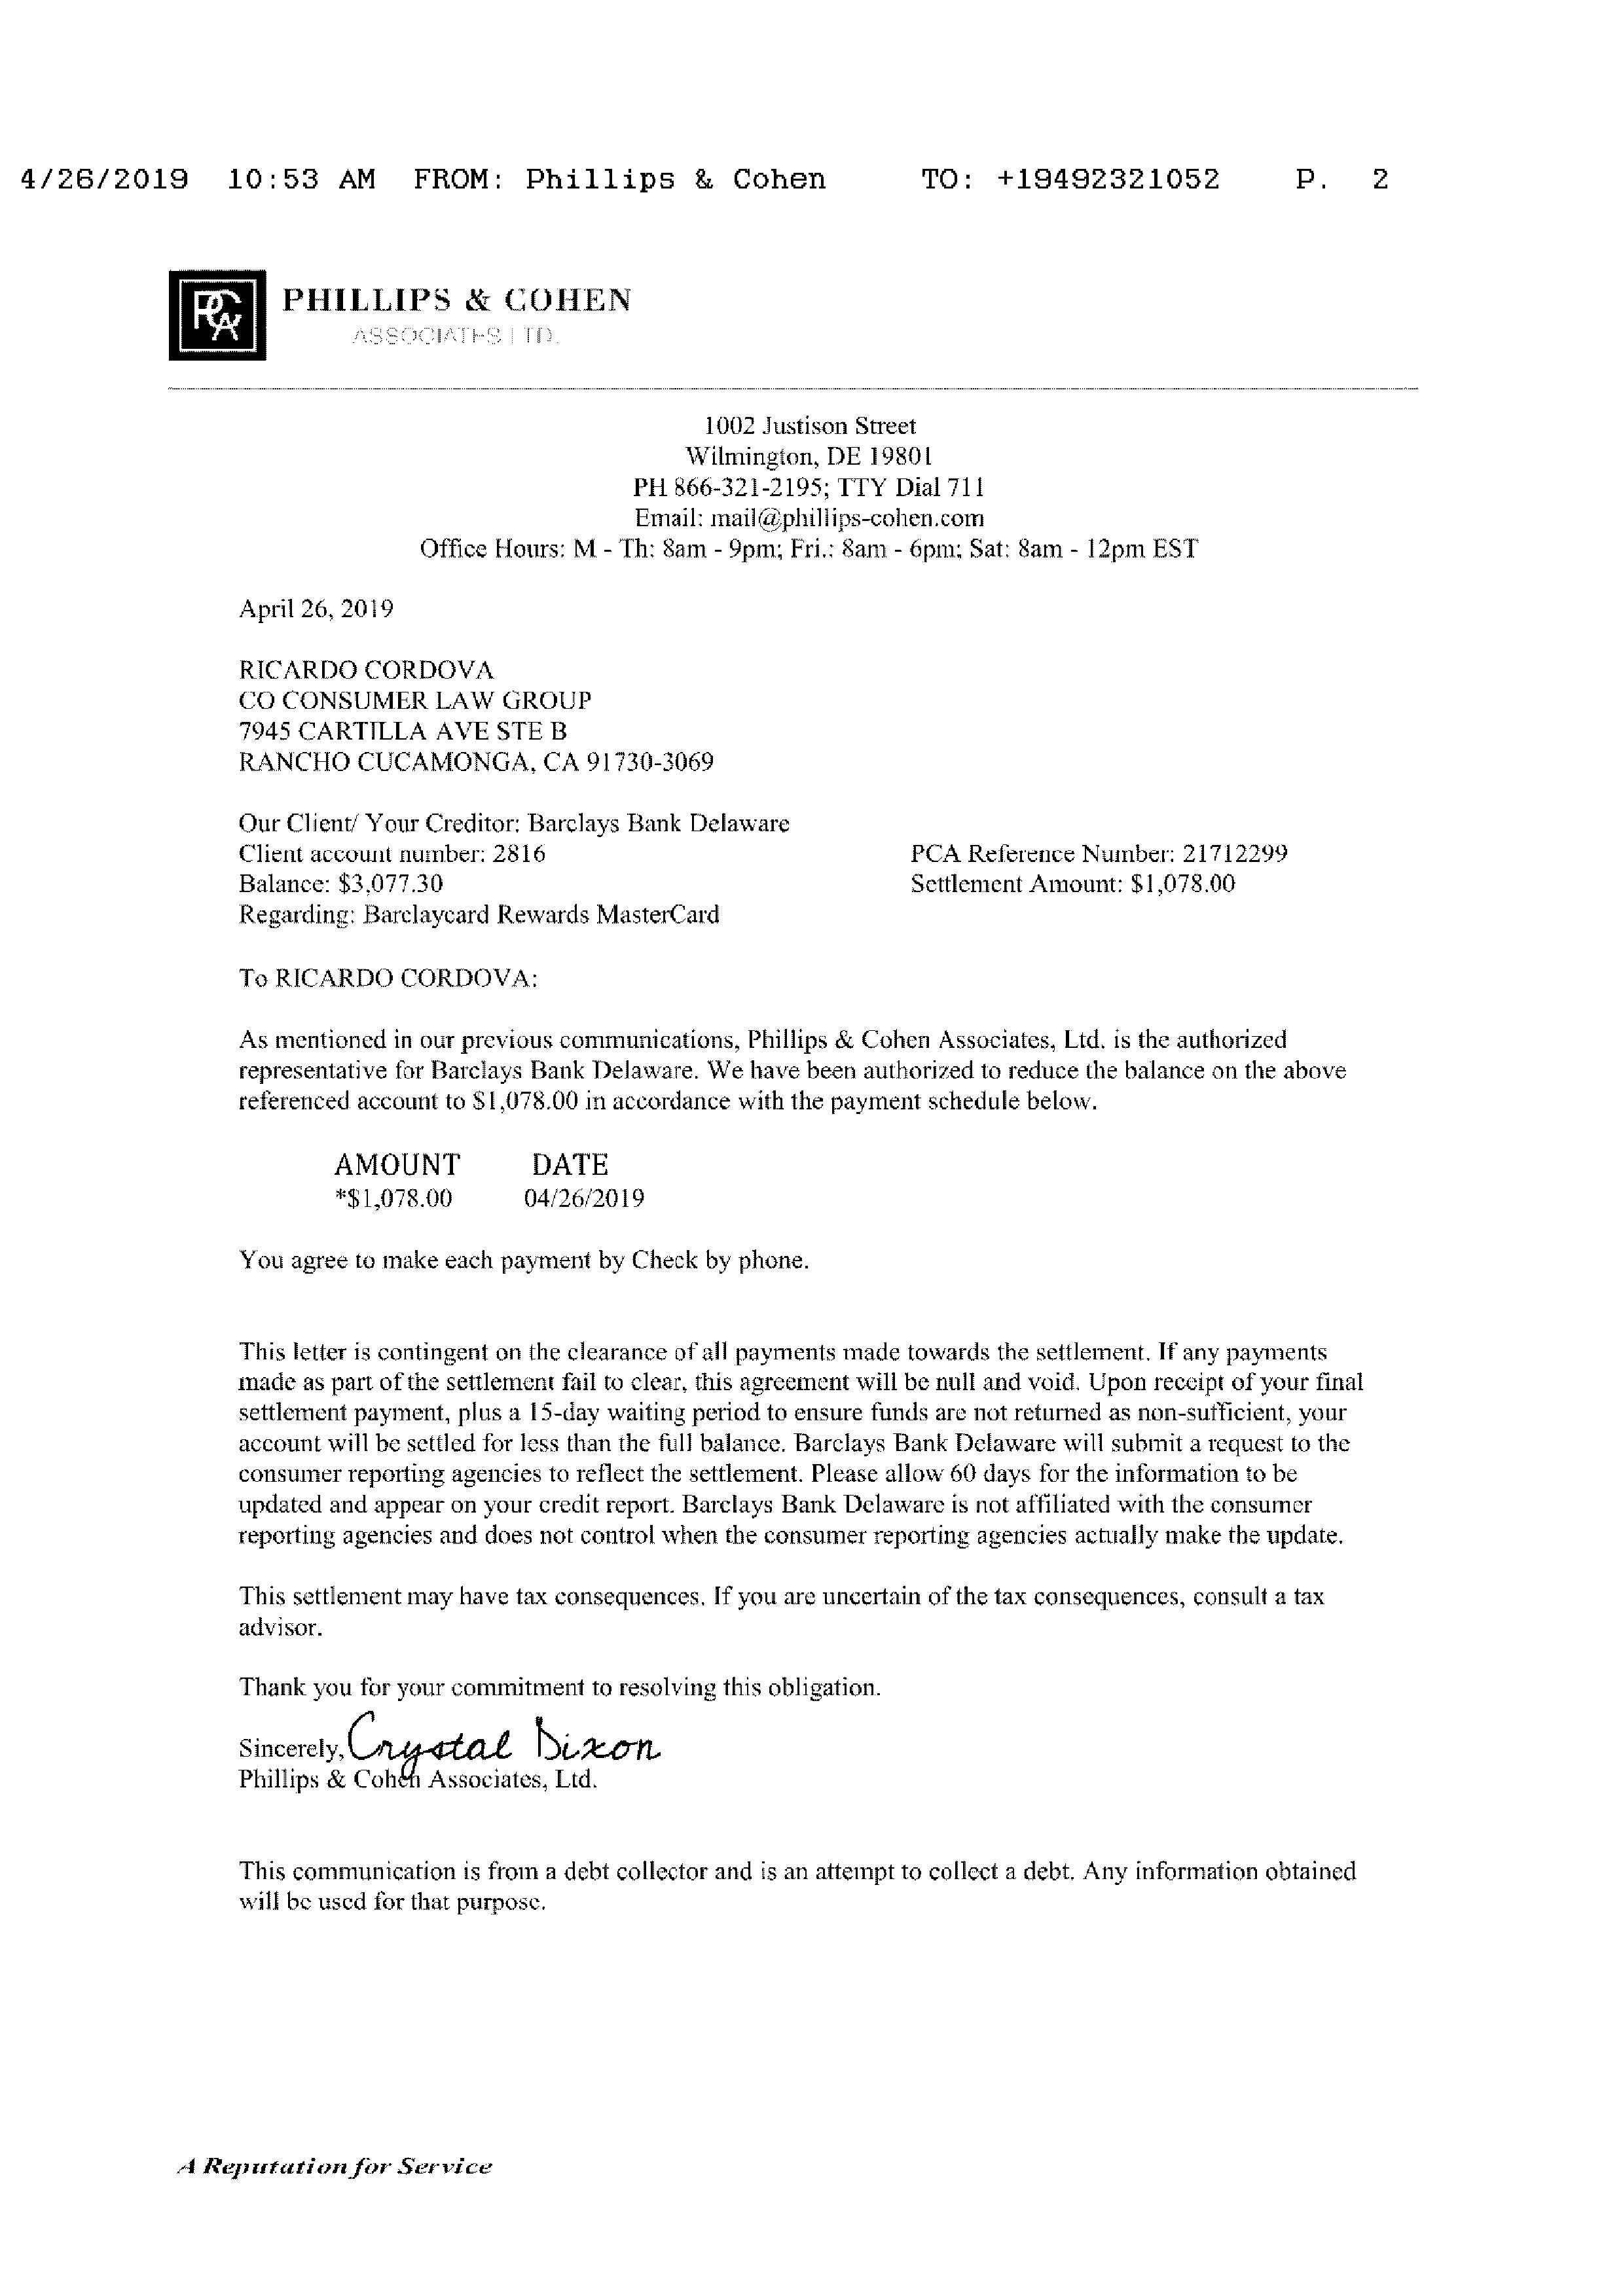 4/26/2019 10:53 AM FROM: Phillips & Cohen TO: +19492321052 P. 2
PCA
PHILLIPS & COHEN
ASSOCIATES LTD.
1002 Justison Street
Wilmington, DE 19801
PH 866-321-2195; TTY Dial 711
Email: mail@phillips-cohen.com
Office Hours: M - Th: 8am - 9pm; Fri.: 8am - 6pm; Sat: 8am - 12pm EST
April 26, 2019
RICARDO CORDOVA
CO CONSUMER LAW GROUP
7945 CARTILLA AVE STE B
RANCHO CUCAMONGA, CA 91730-3069
Our Client/ Your Creditor: Barclays Bank Delaware
Client account number: 2816 PCA Reference Number: 21712299
Balance: $3,077.30 Settlement Amount: $1,078.00
Regarding: Barclaycard Rewards MasterCard
To RICARDO CORDOVA:
As mentioned in our previous communications, Phillips & Cohen Associates, Ltd. is the authorized
representative for Barclays Bank Delaware. We have been authorized to reduce the balance on the above
referenced account to $1,078.00 in accordance with the payment schedule below.
AMOUNT DATE
*$1,078.00 04/26/2019
You agree to make each payment by Check by phone.
This letter is contingent on the clearance of all payments made towards the settlement. If any payments
made as part of the settlement fail to clear, this agreement will be null and void. Upon receipt of your final
settlement payment, plus a 15-day waiting period to ensure funds are not returned as non-sufficient, your
account will be settled for less than the full balance. Barclays Bank Delaware will submit a request to the
consumer reporting agencies to reflect the settlement. Please allow 60 days for the information to be
updated and appear on your credit report. Barclays Bank Delaware is not affiliated with the consumer
reporting agencies and does not control when the consumer reporting agencies actually make the update.
This settlement may have tax consequences. If you are uncertain of the tax consequences, consult a tax
advisor.
Thank you for your commitment to resolving this obligation.
Sincerely, Crystal Dixon
Phillips & Cohen Associates, Ltd.
This communication is from a debt collector and is an attempt to collect a debt. Any information obtained
will be used for that purpose.
A Reputation for Service